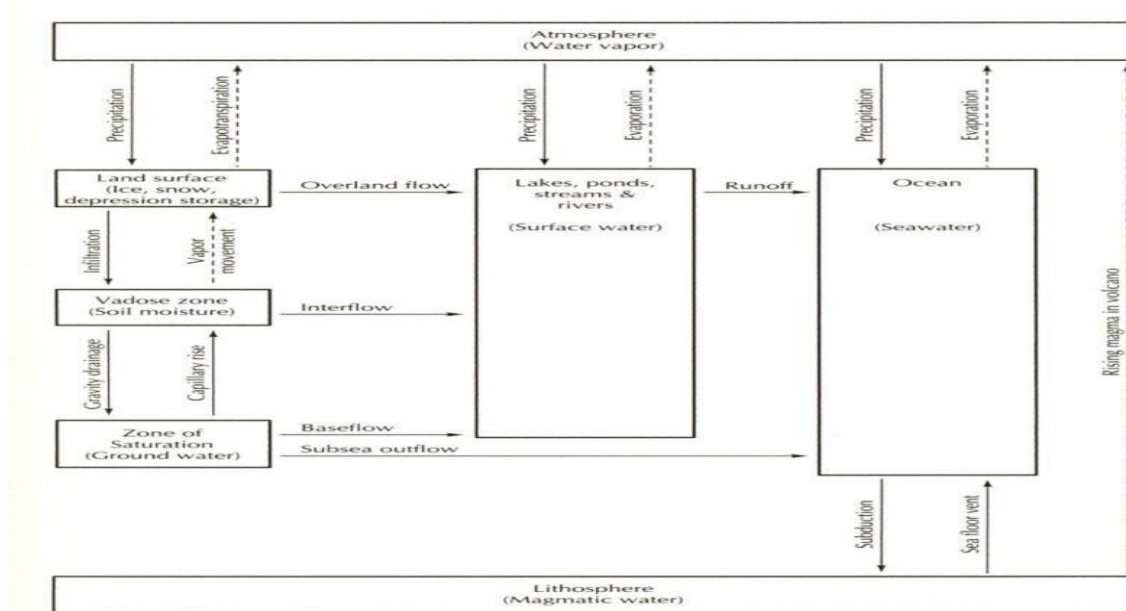 Atmosphere
(Water vapor)
Precipitation
Evapotranspiration
Precipitation
Evaporation
Precipitation
Evaporation
Land surface
(Ice, snow,
depression storage)
Overland flow
Lakes, ponds,
streams &
rivers
(Surface water)
Runoff
Ocean
(Seawater)
Infiltration
Vapor
movement
Vadose zone
(Soil moisture)
Interflow
Rising magma in volcano
Gravity drainage
Capillary rise
Zone of
Saturation
(Ground water)
Baseflow
Subsea outflow
Subduction
Sea floor vent
Lithosphere
(Magmatic water)